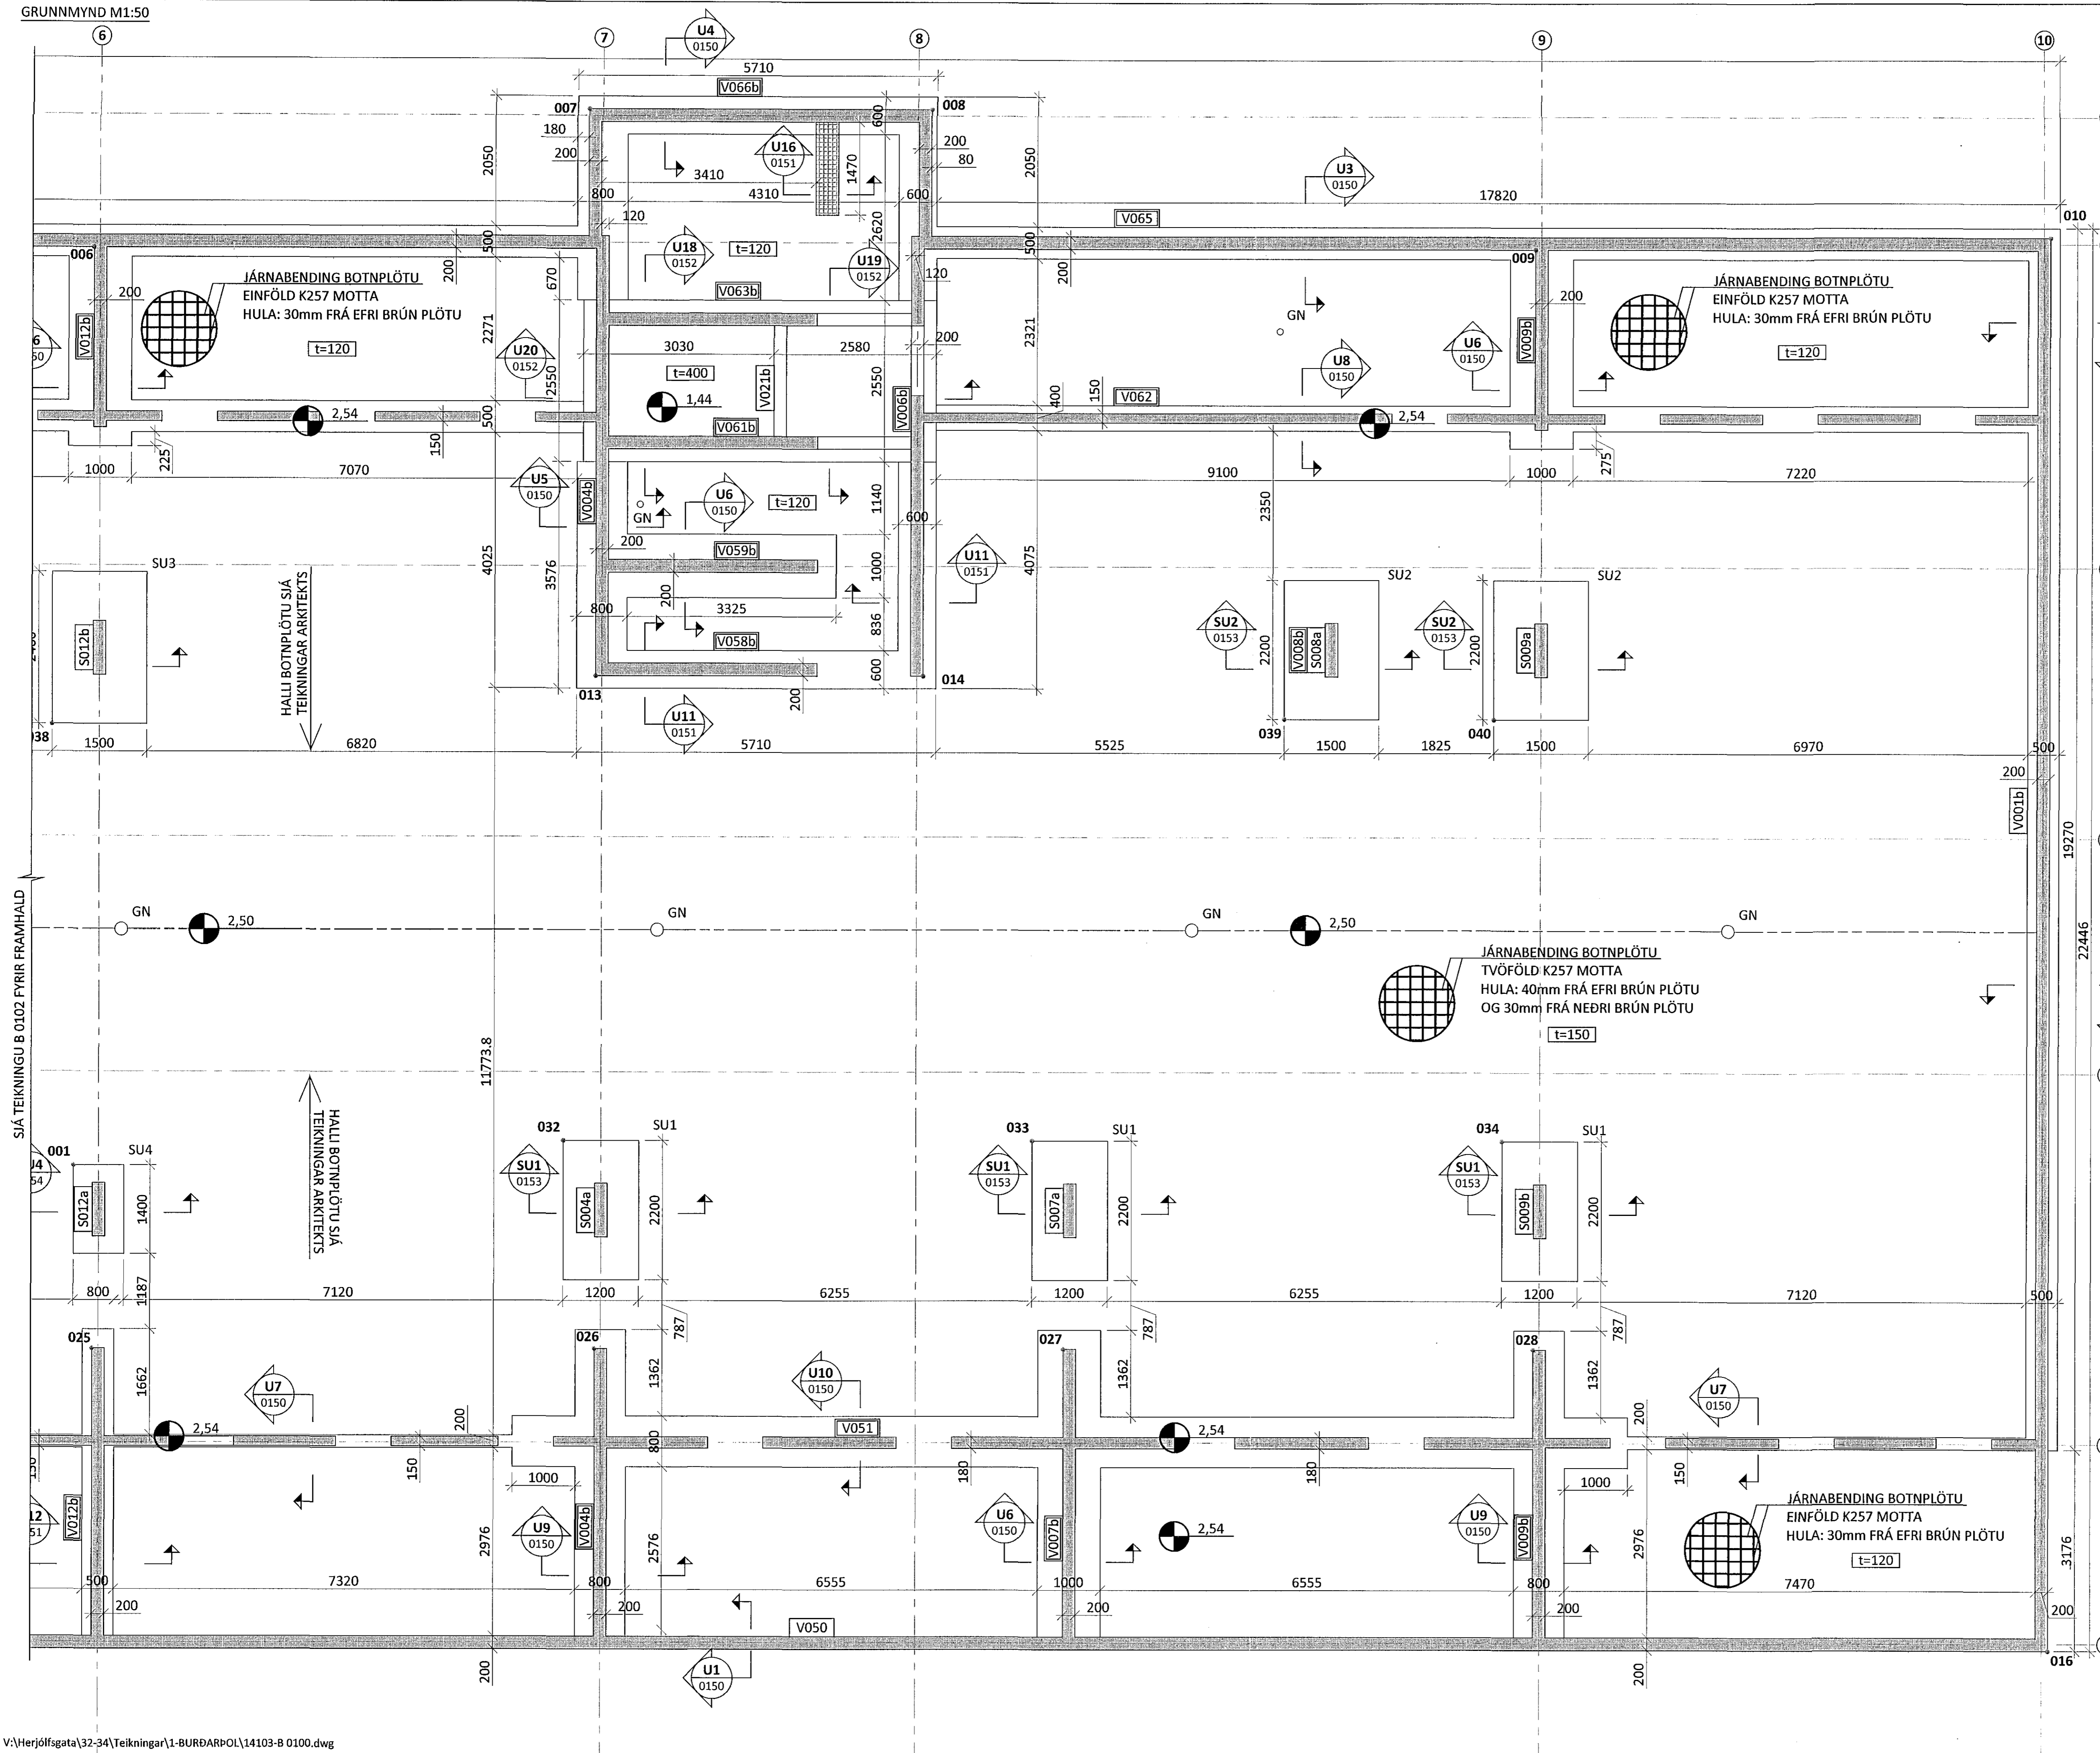 GRUNNMYND M1:50
6
7
8
9
10
U4
0150
5710
V066b
007
008
600
180
200
U16
0151
1470
200
80
2050
2050
3410
U3
0150
800
4310
600
17820
120
V065
010
2620
006
500
200
U18
0152
t=120
U19
0152
500
200
009
JÁRNABENDING BOTNPLÖTU
EINFÖLD K257 MOTTA
HULA: 30mm FRÁ EFRI BRÚN PLÖTU
670
120
JÁRNABENDING BOTNPLÖTU
EINFÖLD K257 MOTTA
HULA: 30mm FRÁ EFRI BRÚN PLÖTU
200
V063b
GN
200
V012b
t=120
2271
U20
0152
2550
3030
2580
200
2321
U8
0150
U6
0150
V009b
t=120
t=400
V021b
2550
V006b
1,44
400
150
V062
2,54
500
V061b
2,54
150
225
275
1000
7070
U5
0150
V004b
9100
1000
7220
U6
0150
t=120
1140
GN
600
2350
200
V059b
U11
0151
SU3
HALLI BOTNPLÖTU SJÁ
TEIKNINGAR ARKITEKTS
4025
3576
1000
4075
SU2
SU2
200
800
3325
836
S012b
V058b
SU2
0153
2200
V008b
S008a
SU2
0153
2200
S009a
600
013
200
014
U11
0151
039
040
1500
6820
5710
5525
1500
1825
1500
6970
500
200
V001b
19270
22446
SJÁ TEIKNINGU B 0102 FYRIR FRAMHALD
GN
2,50
GN
GN
2,50
GN
JÁRNABENDING BOTNPLÖTU
TVÖFÖLD K257 MOTTA
HULA: 40mm FRÁ EFRI BRÚN PLÖTU
OG 30mm FRÁ NEÐRI BRÚN PLÖTU
t=150
11773.8
HALLI BOTNPLÖTU SJÁ
TEIKNINGAR ARKITEKTS
001
SU4
032
SU1
033
SU1
034
SU1
SU1
0153
SU1
0153
SU1
0153
S012a
1400
S004a
2200
S007a
2200
S009b
2200
800
1187
7120
1200
6255
1200
6255
1200
7120
500
787
787
787
025
026
027
028
1662
U7
0150
U10
0150
1362
1362
1362
U7
0150
2,54
200
V051
800
2,54
200
150
180
180
150
1000
1000
V012b
U9
0150
V004b
U6
0150
V007b
U9
0150
V009b
2,54
JÁRNABENDING BOTNPLÖTU
EINFÖLD K257 MOTTA
HULA: 30mm FRÁ EFRI BRÚN PLÖTU
t=120
2976
2576
2976
3176
500
7320
800
6555
1000
6555
800
7470
200
200
200
200
200
V050
200
U1
0150
200
016
V:\Herjólfsgata\32-34\Teikningar\1-BURÐARÞOL\14103-B 0100.dwg